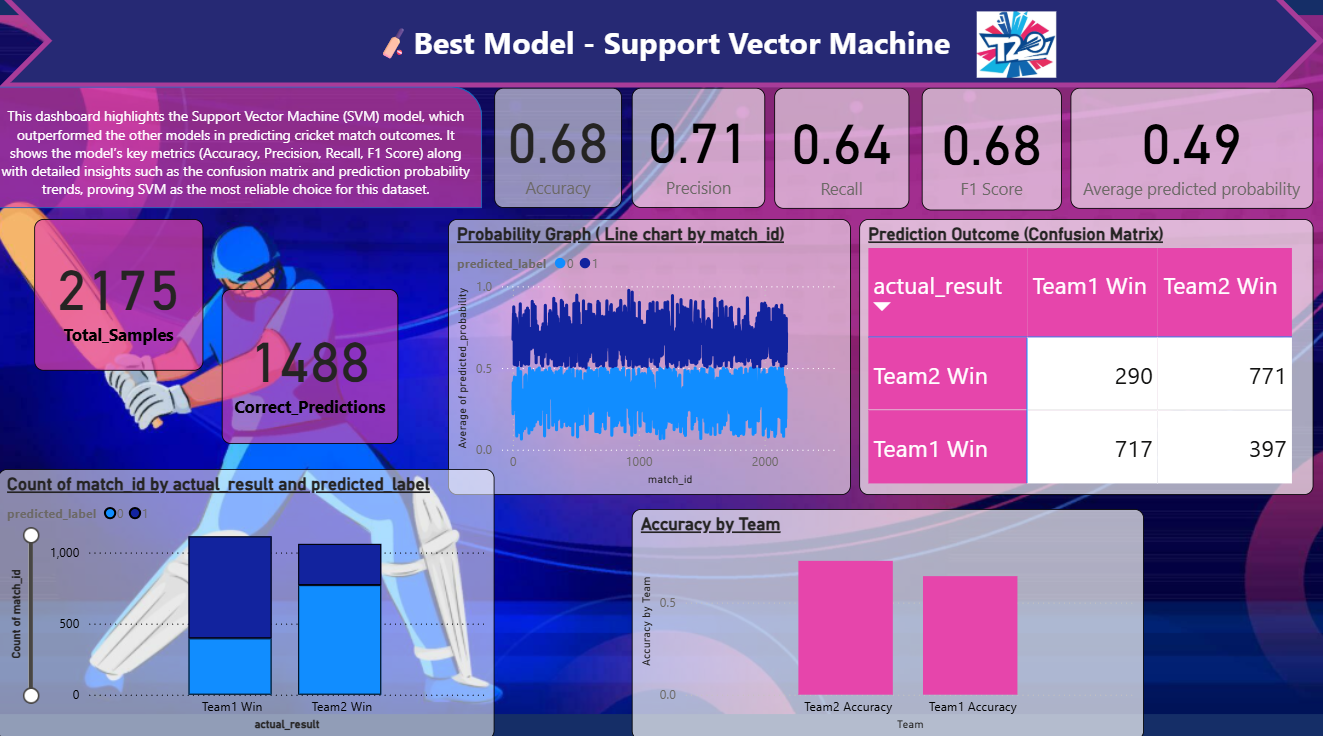 Best Model - Support Vector Machine
T20
This dashboard highlights the Support Vector Machine (SVM) model, which
outperformed the other models in predicting cricket match outcomes. It
shows the model's key metrics (Accuracy, Precision, Recall, F1 Score) along
with detailed insights such as the confusion matrix and prediction probability
trends, proving SVM as the most reliable choice for this dataset.
0.68
Accuracy
0.71
Precision
0.64
Recall
0.68
F1 Score
0.49
Average predicted probability
2175
Total_Samples
1488
Correct_Predictions
Probability Graph ( Line chart by match_id)
predicted_label 0 1
Average of predicted_probability
1.0
0.5
0.0
0 1000 2000
match_id
Prediction Outcome (Confusion Matrix)
actual_result Team1 Win Team2 Win
Team2 Win 290 771
Team1 Win 717 397
Count of match_id by actual_result and predicted_label
predicted_label 0 1
Count of match_id
1,000
500
0
Team1 Win Team2 Win
actual_result
Accuracy by Team
Accuracy by Team
0.5
0.0
Team2 Accuracy Team1 Accuracy
Team